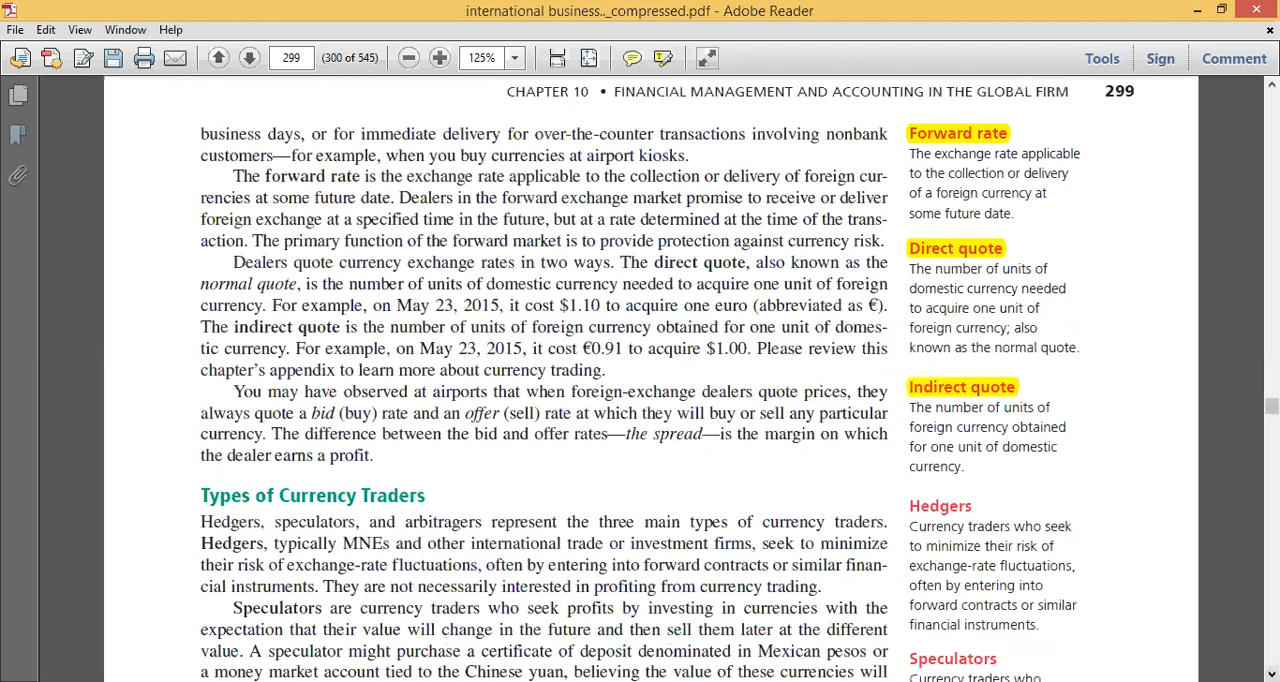 international business.._compressed.pdf - Adobe Reader
File Edit View Window Help
299 (300 of 545) 125% Tools Sign Comment
CHAPTER 10 • FINANCIAL MANAGEMENT AND ACCOUNTING IN THE GLOBAL FIRM 299
business days, or for immediate delivery for over-the-counter transactions involving nonbank
customers—for example, when you buy currencies at airport kiosks.
The forward rate is the exchange rate applicable to the collection or delivery of foreign cur-
rencies at some future date. Dealers in the forward exchange market promise to receive or deliver
foreign exchange at a specified time in the future, but at a rate determined at the time of the trans-
action. The primary function of the forward market is to provide protection against currency risk.
Dealers quote currency exchange rates in two ways. The direct quote, also known as the
normal quote, is the number of units of domestic currency needed to acquire one unit of foreign
currency. For example, on May 23, 2015, it cost $1.10 to acquire one euro (abbreviated as €).
The indirect quote is the number of units of foreign currency obtained for one unit of domes-
tic currency. For example, on May 23, 2015, it cost €0.91 to acquire $1.00. Please review this
chapter's appendix to learn more about currency trading.
You may have observed at airports that when foreign-exchange dealers quote prices, they
always quote a bid (buy) rate and an offer (sell) rate at which they will buy or sell any particular
currency. The difference between the bid and offer rates—the spread—is the margin on which
the dealer earns a profit.
Types of Currency Traders
Hedgers, speculators, and arbitragers represent the three main types of currency traders.
Hedgers, typically MNEs and other international trade or investment firms, seek to minimize
their risk of exchange-rate fluctuations, often by entering into forward contracts or similar finan-
cial instruments. They are not necessarily interested in profiting from currency trading.
Speculators are currency traders who seek profits by investing in currencies with the
expectation that their value will change in the future and then sell them later at the different
value. A speculator might purchase a certificate of deposit denominated in Mexican pesos or
a money market account tied to the Chinese yuan, believing the value of these currencies will
Forward rate
The exchange rate applicable
to the collection or delivery
of a foreign currency at
some future date.
Direct quote
The number of units of
domestic currency needed
to acquire one unit of
foreign currency; also
known as the normal quote.
Indirect quote
The number of units of
foreign currency obtained
for one unit of domestic
currency.
Hedgers
Currency traders who seek
to minimize their risk of
exchange-rate fluctuations,
often by entering into
forward contracts or similar
financial instruments.
Speculators
Currency traders who